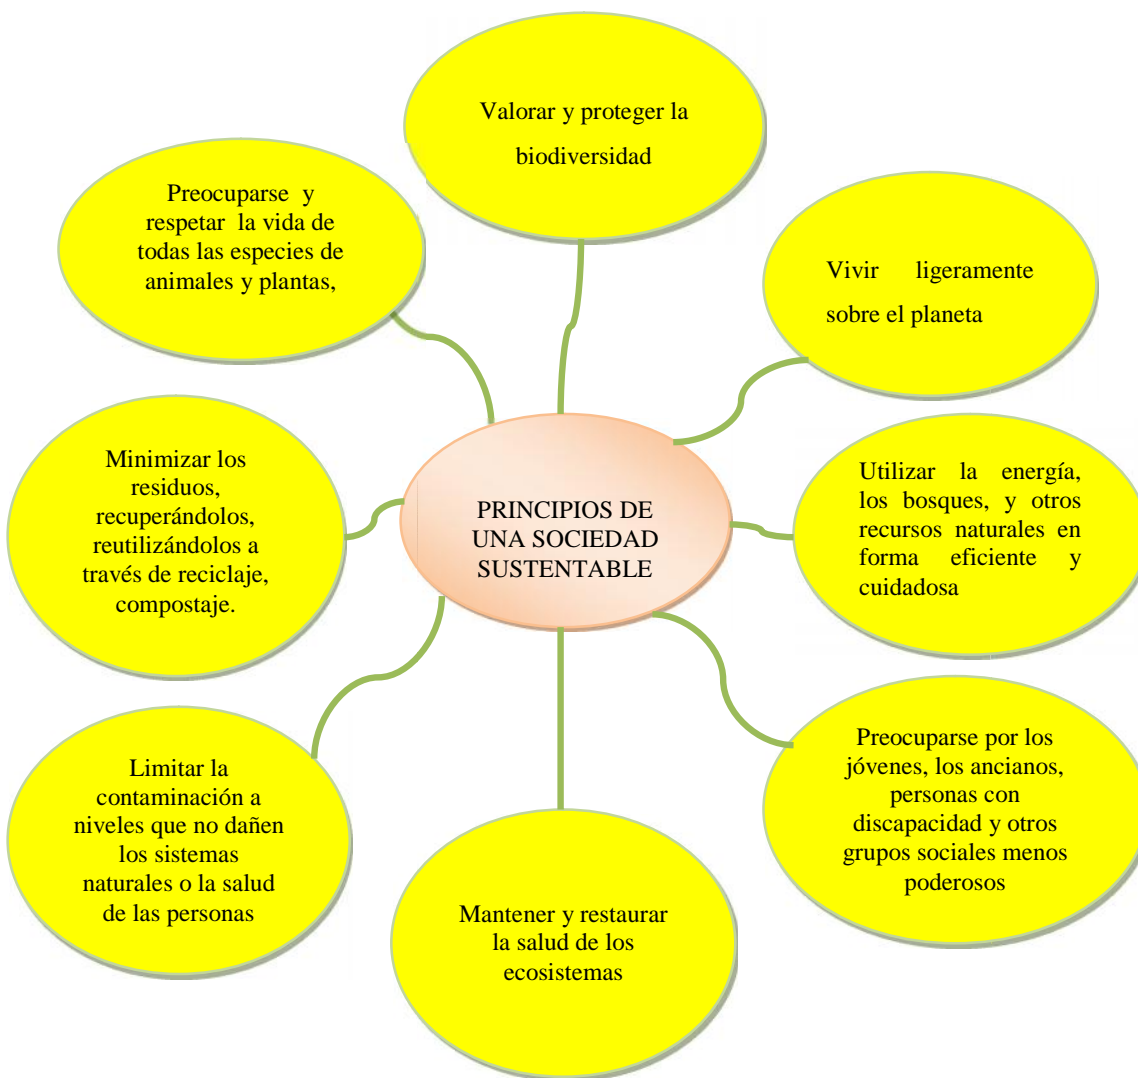 Valorar y proteger la
biodiversidad
Preocuparse y
respetar la vida de
todas las especies de
animales y plantas,
Vivir ligeramente
sobre el planeta
Minimizar los
residuos,
recuperándolos,
reutilizándolos a
través de reciclaje,
compostaje.
PRINCIPIOS DE
UNA SOCIEDAD
SUSTENTABLE
Utilizar la energía,
los bosques, y otros
recursos naturales en
forma eficiente y
cuidadosa
Limitar la
contaminación a
niveles que no dañen
los sistemas
naturales o la salud
de las personas
Mantener y restaurar
la salud de los
ecosistemas
Preocuparse por los
jóvenes, los ancianos,
personas con
discapacidad y otros
grupos sociales menos
poderosos